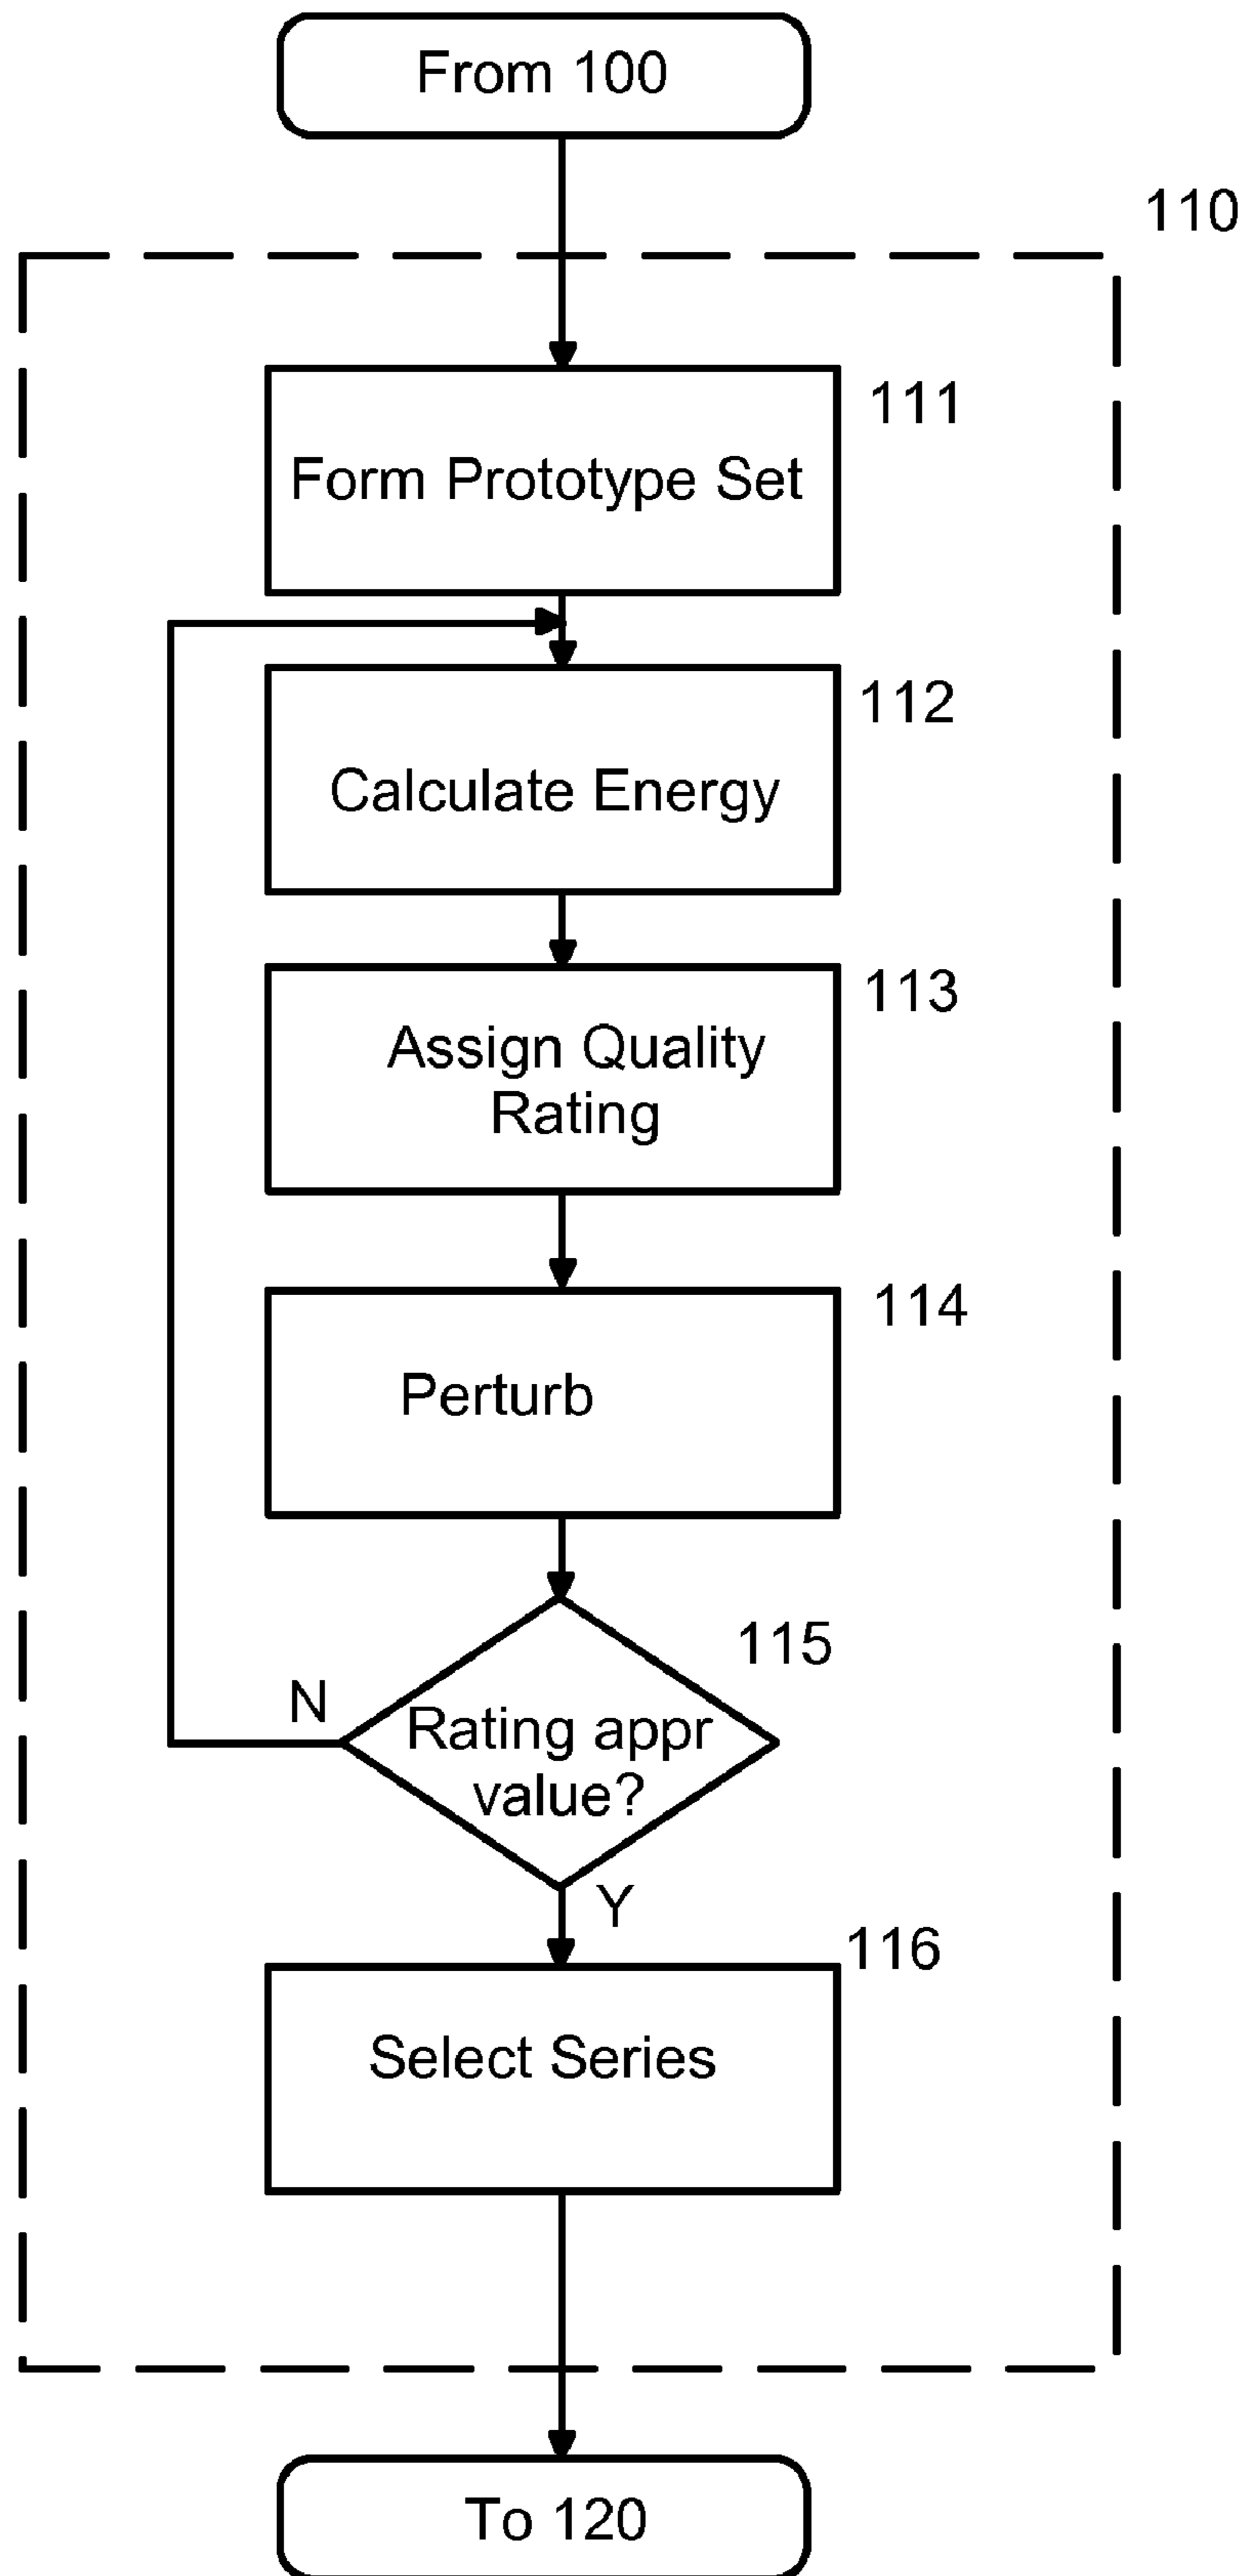 From 100
110
111
Form Prototype Set
112
Calculate Energy
113
Assign Quality
Rating
114
Perturb
115
N
Rating appr
value?
Y
116
Select Series
To 120